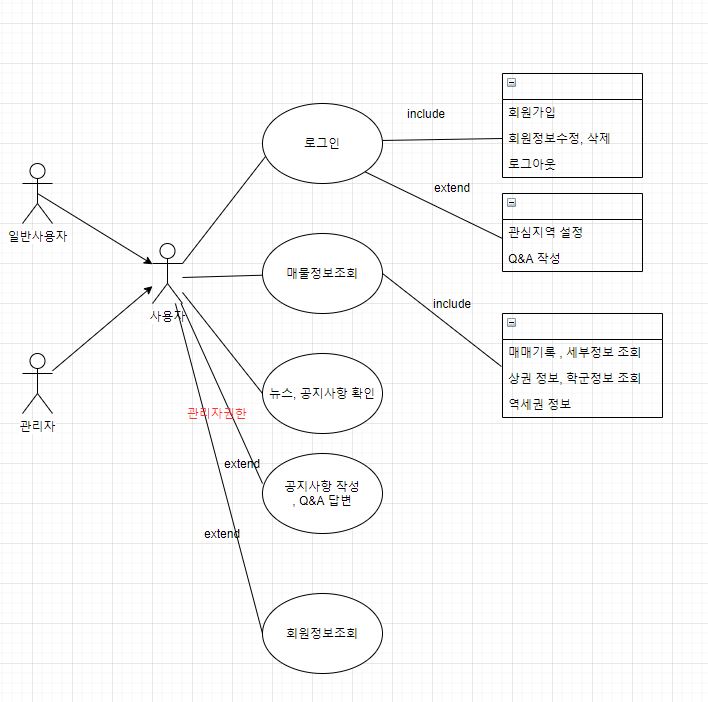 include
회원가입
회원정보수정, 삭제
로그아웃
로그인
extend
관심지역 설정
Q&A 작성
일반사용자
매물정보조회
include
사용자
매매기록 , 세부정보 조회
상권 정보, 학군정보 조회
역세권 정보
뉴스, 공지사항 확인
관리자권한
관리자
extend
공지사항 작성
, Q&A 답변
extend
회원정보조회